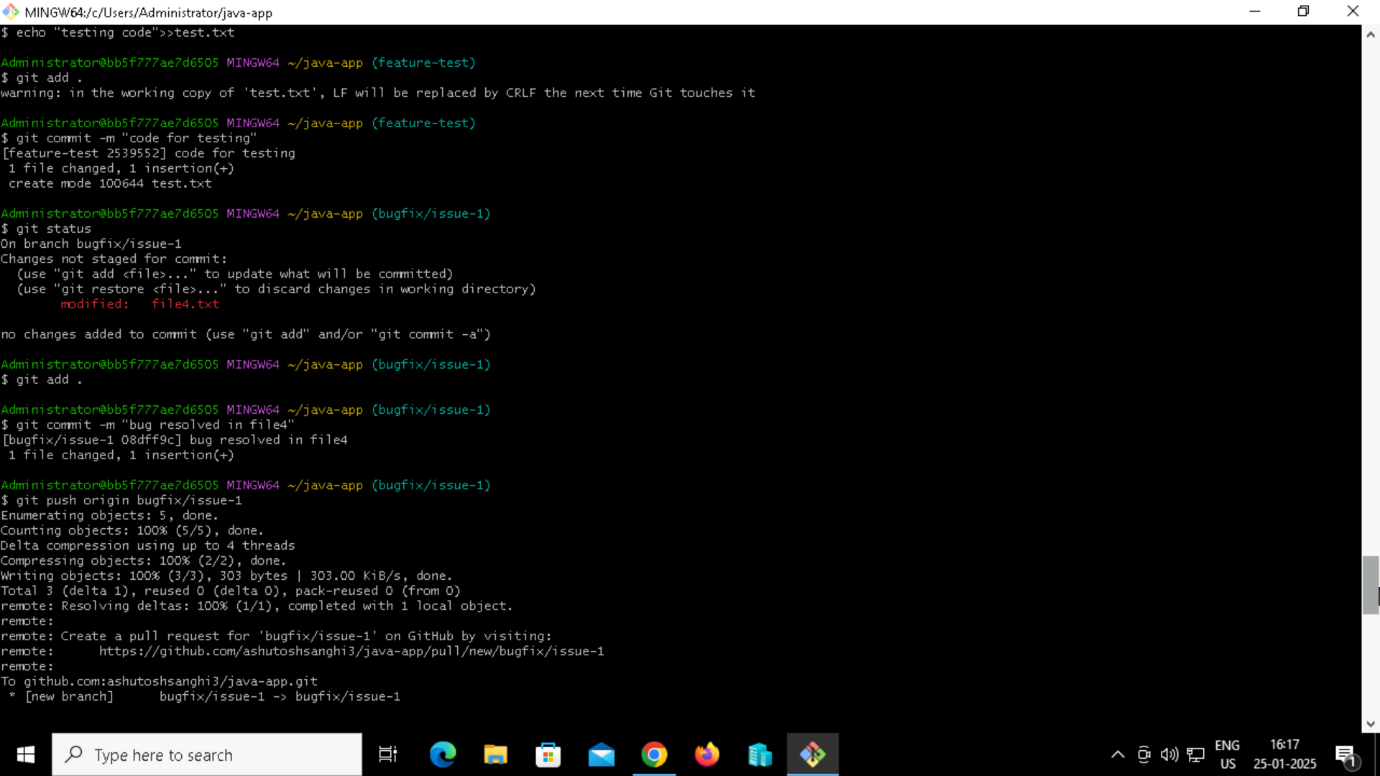 MINGW64:/c/Users/Administrator/java-app
$ echo "testing code">>test.txt
Administrator@bb5f777ae7d6505 MINGW64 ~/java-app (feature-test)
$ git add .
warning: in the working copy of 'test.txt', LF will be replaced by CRLF the next time Git touches it
Administrator@bb5f777ae7d6505 MINGW64 ~/java-app (feature-test)
$ git commit -m "code for testing"
[feature-test 2539552] code for testing
 1 file changed, 1 insertion(+)
 create mode 100644 test.txt
Administrator@bb5f777ae7d6505 MINGW64 ~/java-app (bugfix/issue-1)
$ git status
On branch bugfix/issue-1
Changes not staged for commit:
  (use "git add <file>..." to update what will be committed)
  (use "git restore <file>..." to discard changes in working directory)
        modified:   file4.txt
no changes added to commit (use "git add" and/or "git commit -a")
Administrator@bb5f777ae7d6505 MINGW64 ~/java-app (bugfix/issue-1)
$ git add .
Administrator@bb5f777ae7d6505 MINGW64 ~/java-app (bugfix/issue-1)
$ git commit -m "bug resolved in file4"
[bugfix/issue-1 08dff9c] bug resolved in file4
 1 file changed, 1 insertion(+)
Administrator@bb5f777ae7d6505 MINGW64 ~/java-app (bugfix/issue-1)
$ git push origin bugfix/issue-1
Enumerating objects: 5, done.
Counting objects: 100% (5/5), done.
Delta compression using up to 4 threads
Compressing objects: 100% (2/2), done.
Writing objects: 100% (3/3), 303 bytes | 303.00 KiB/s, done.
Total 3 (delta 1), reused 0 (delta 0), pack-reused 0 (from 0)
remote: Resolving deltas: 100% (1/1), completed with 1 local object.
remote:
remote: Create a pull request for 'bugfix/issue-1' on GitHub by visiting:
remote:      https://github.com/ashutoshsanghi3/java-app/pull/new/bugfix/issue-1
remote:
To github.com:ashutoshsanghi3/java-app.git
 * [new branch]      bugfix/issue-1 -> bugfix/issue-1
Type here to search
ENG
US
16:17
25-01-2025
1